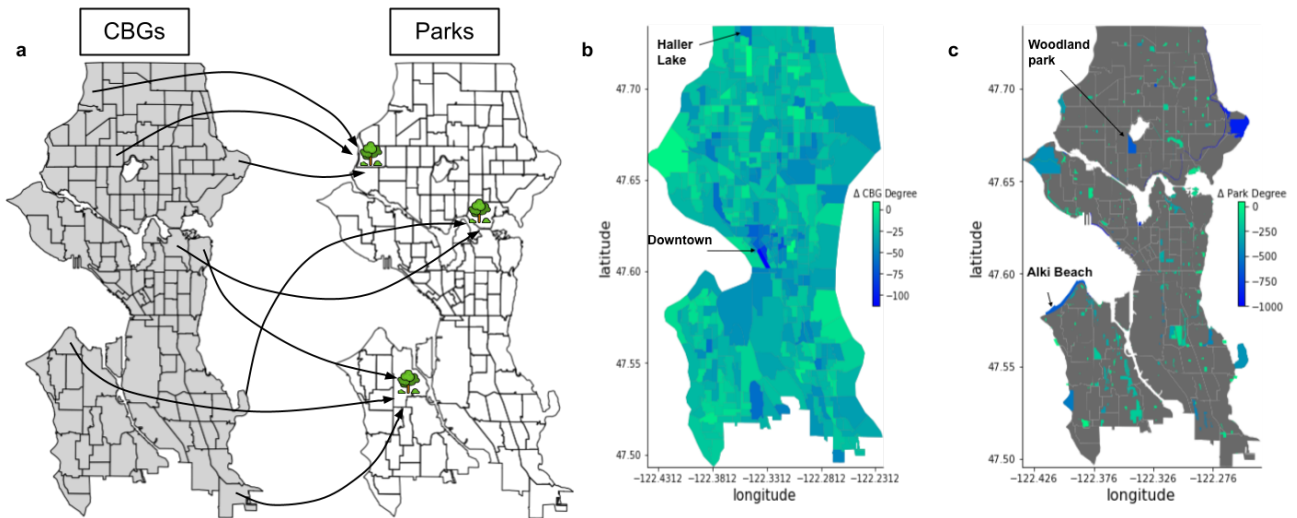 a
CBGs
Parks
b
Haller
Lake
Downtown
47.70
47.65
47.60
47.55
47.50
latitude
−122.4312 −122.3812 −122.3312 −122.2812 −122.2312
longitude
Δ CBG Degree
0
−25
−50
−75
−100
c
Woodland
park
Alki Beach
47.70
47.65
47.60
47.55
47.50
latitude
−122.426 −122.376 −122.326 −122.276
longitude
Δ Park Degree
0
−250
−500
−750
−1000